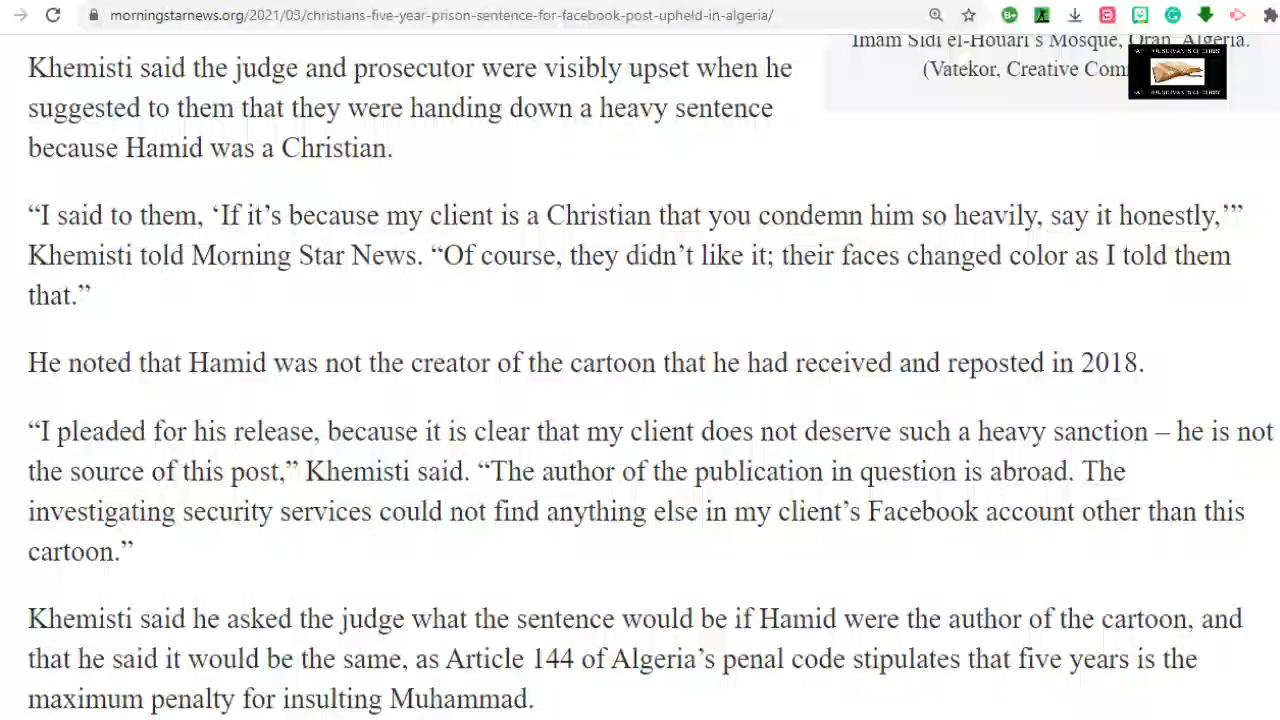 morningstarnews.org/2021/03/christians-five-year-prison-sentence-for-facebook-post-upheld-in-algeria/
Imam Sidi el-Houari's Mosque, Oran, Algeria.
(Vatekor, Creative Com
Khemisti said the judge and prosecutor were visibly upset when he
suggested to them that they were handing down a heavy sentence
because Hamid was a Christian.
“I said to them, ‘If it’s because my client is a Christian that you condemn him so heavily, say it honestly,’”
Khemisti told Morning Star News. “Of course, they didn’t like it; their faces changed color as I told them
that.”
He noted that Hamid was not the creator of the cartoon that he had received and reposted in 2018.
“I pleaded for his release, because it is clear that my client does not deserve such a heavy sanction – he is not
the source of this post,” Khemisti said. “The author of the publication in question is abroad. The
investigating security services could not find anything else in my client’s Facebook account other than this
cartoon.”
Khemisti said he asked the judge what the sentence would be if Hamid were the author of the cartoon, and
that he said it would be the same, as Article 144 of Algeria’s penal code stipulates that five years is the
maximum penalty for insulting Muhammad.